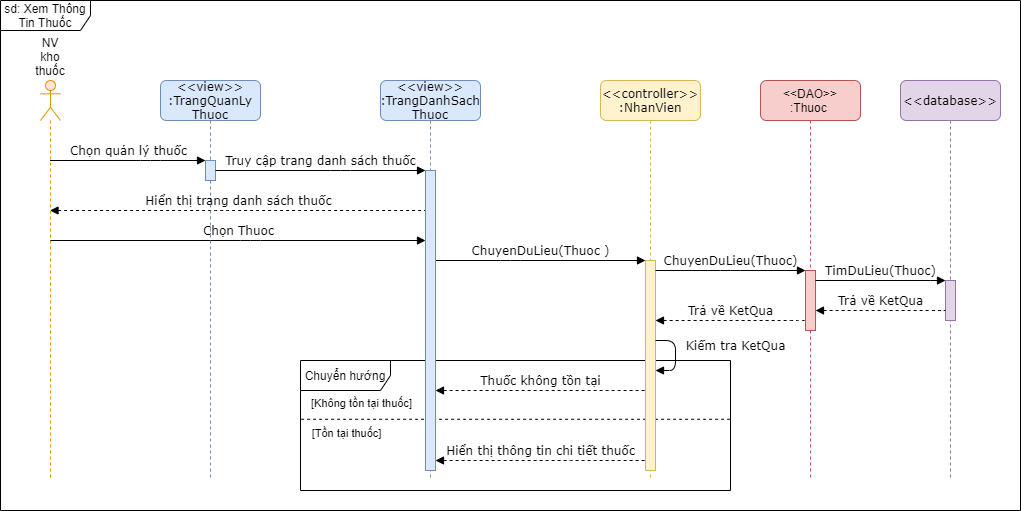 sd: Xem Thông
Tin Thuốc
NV
kho
thuốc
<<view>>
:TrangQuanLy
Thuoc
<<view>>
:TrangDanhSach
Thuoc
<<controller>>
:NhanVien
<<DAO>>
:Thuoc
<<database>>
Chọn quản lý thuốc
Truy cập trang danh sách thuốc
Hiển thị trang danh sách thuốc
Chọn Thuoc
ChuyenDuLieu(Thuoc )
ChuyenDuLieu(Thuoc)
TimDuLieu(Thuoc)
Trả về KetQua
Trả về KetQua
Kiểm tra KetQua
Chuyển hướng
Thuốc không tồn tại
[Không tồn tại thuốc]
[Tồn tại thuốc]
Hiển thị thông tin chi tiết thuốc